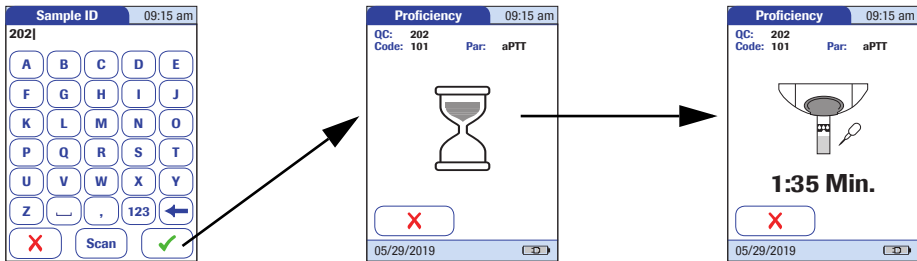 Sample ID 09:15 am
202
A B C D E
F G H I J
K L M N O
P Q R S T
U V W X Y
Z , 123
Scan
Proficiency 09:15 am
QC: 202
Code: 101 Par: aPTT
05/29/2019
Proficiency 09:15 am
QC: 202
Code: 101 Par: aPTT
1:35 Min.
05/29/2019